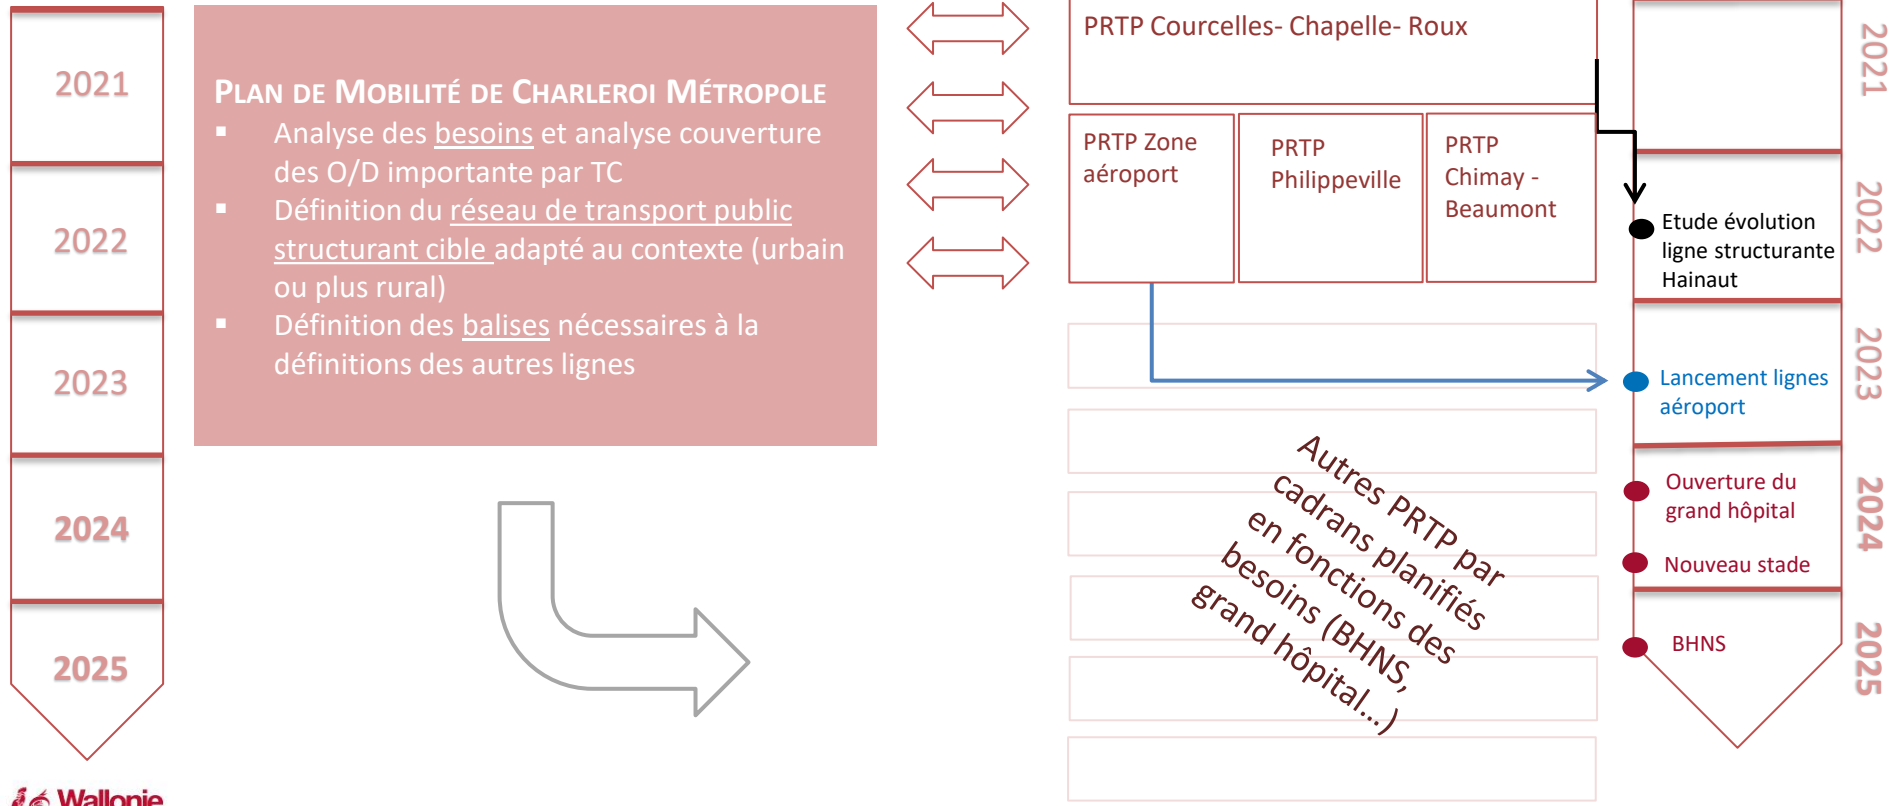 2021
2022
2023
2024
2025
PLAN DE MOBILITÉ DE CHARLEROI MÉTROPOLE
▪ Analyse des besoins et analyse couverture
des O/D importante par TC
▪ Définition du réseau de transport public
structurant cible adapté au contexte (urbain
ou plus rural)
▪ Définition des balises nécessaires à la
définitions des autres lignes
PRTP Courcelles- Chapelle- Roux
PRTP Zone
aéroport
PRTP
Philippeville
PRTP
Chimay -
Beaumont
Autres PRTP par
cadrans planifiés
en fonctions des
besoins (BHNS,
grand hôpital...)
Etude évolution
ligne structurante
Hainaut
Lancement lignes
aéroport
Ouverture du
grand hôpital
Nouveau stade
BHNS
2021
2022
2023
2024
2025
Wallonie